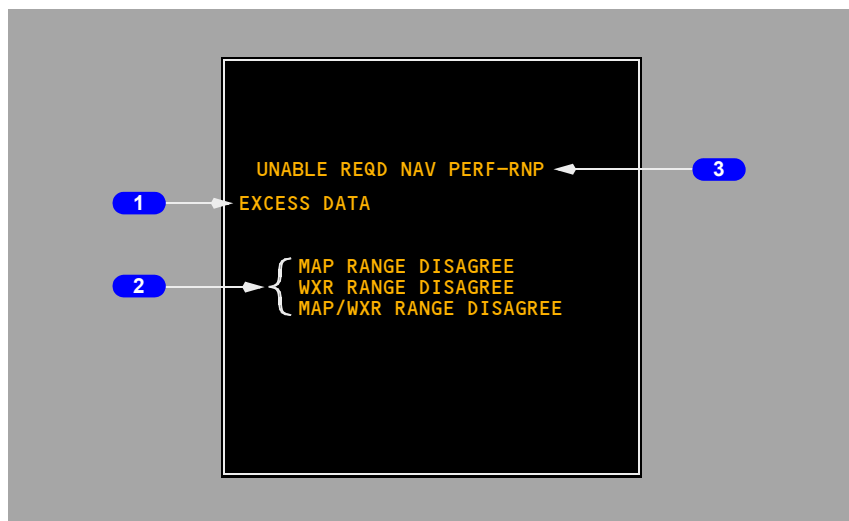 UNABLE REQD NAV PERF-RNP
3
1
EXCESS DATA
MAP RANGE DISAGREE
2
WXR RANGE DISAGREE
MAP/WXR RANGE DISAGREE